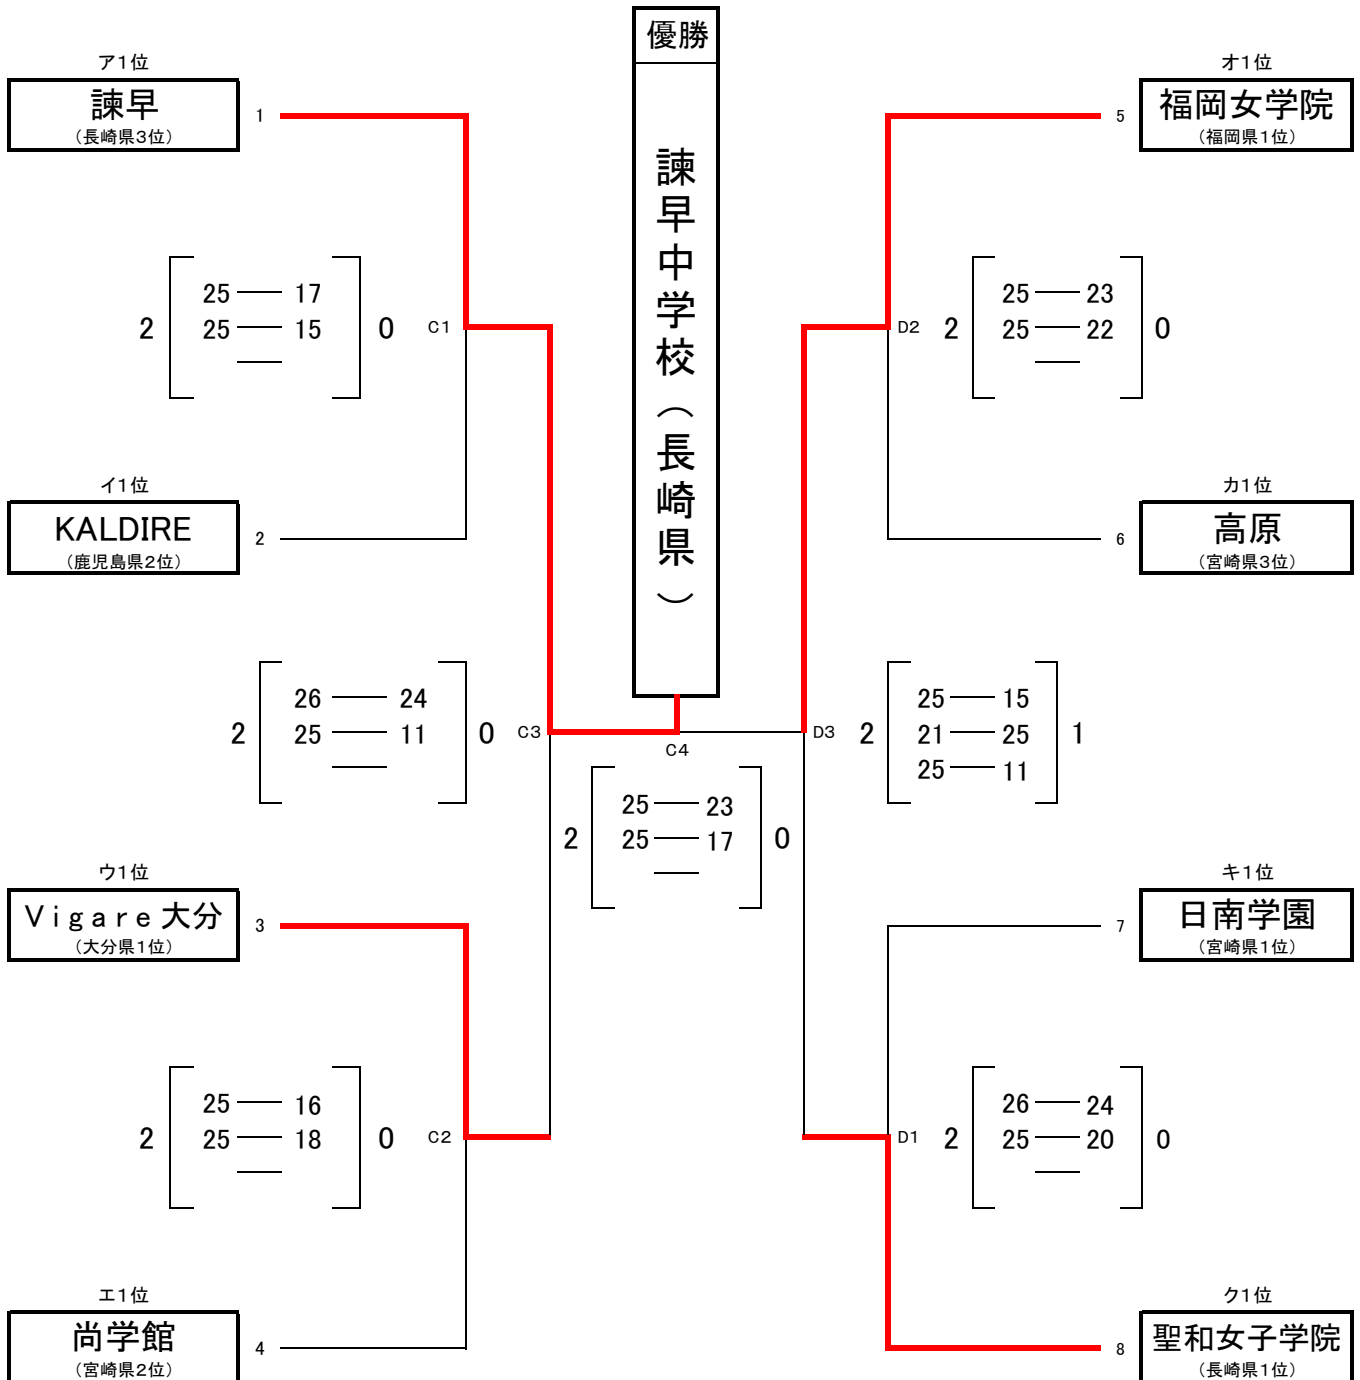 優勝
諫早中学校（長崎県）
ア1位
諫早
（長崎県3位）
1
オ1位
福岡女学院
（福岡県1位）
5
25 17
2 25 15 0 C1
25 23
D2 2 25 22 0
イ1位
KALDIRE
（鹿児島県2位）
2
カ1位
高原
（宮崎県3位）
6
26 24
2 25 11 0 C3
25 15
D3 2 21 25 1
25 11
C4
25 23
2 25 17 0
ウ1位
Vigare大分
（大分県1位）
3
キ1位
日南学園
（宮崎県1位）
7
25 16
2 25 18 0 C2
26 24
D1 2 25 20 0
エ1位
尚学館
（宮崎県2位）
4
ク1位
聖和女子学院
（長崎県1位）
8